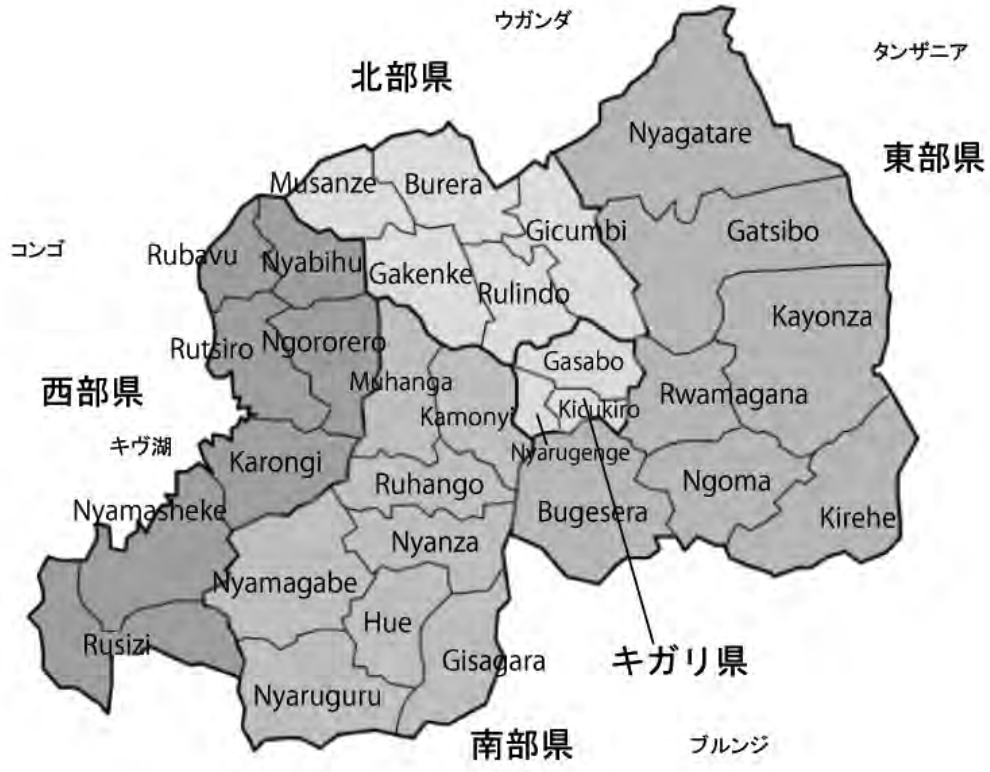 ウガンダ
タンザニア
北部県
Nyagatare
東部県
Musanze
Burera
Gicumbi
Gatsibo
コンゴ
Rubavu
Nyabihu
Gakenke
Rulindo
Kayonza
Rutsiro
Ngororero
Gasabo
西部県
Muhanga
Kamonyi
Kicukiro
Rwamagana
キヴ湖
Karongi
Nyarugenge
Ruhango
Ngoma
Nyamasheke
Bugesera
Kirehe
Nyanza
Nyamagabe
Hue
Rusizi
Gisagara
キガリ県
Nyaruguru
南部県
ブルンジ